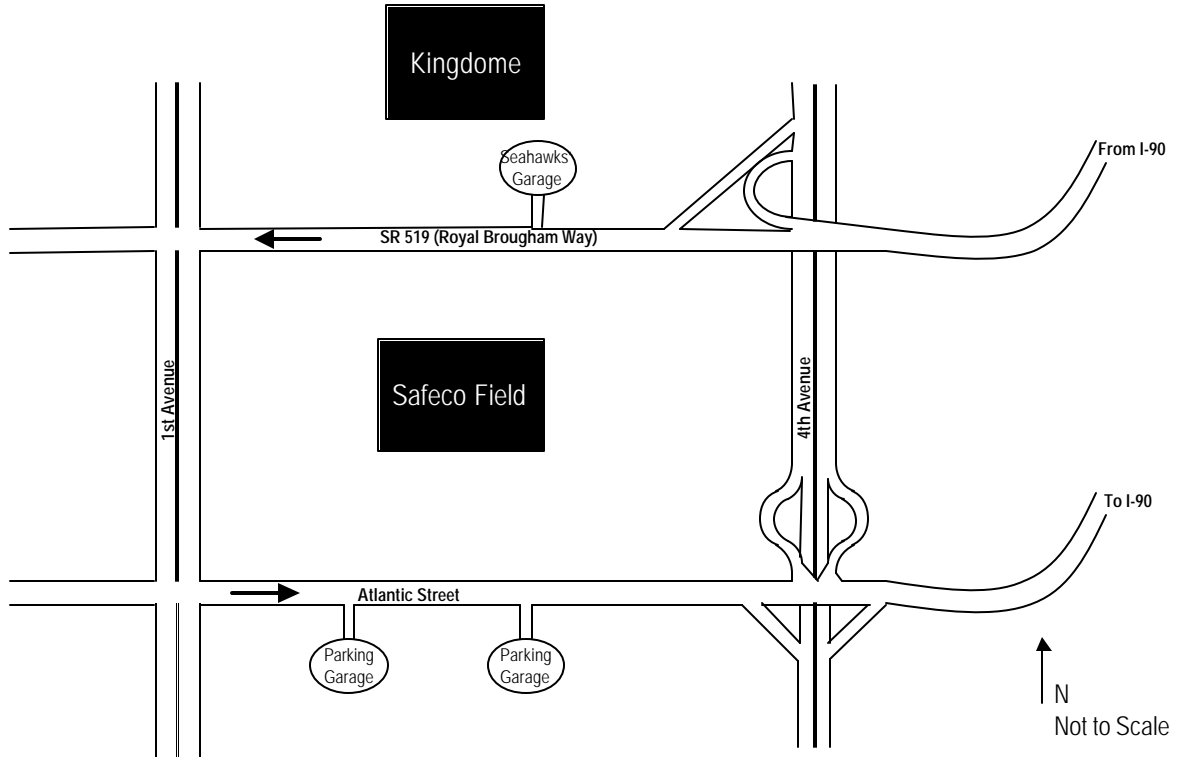 Kingdome
Seahawks'
Garage
From I-90
SR 519 (Royal Brougham Way)
1st Avenue
Safeco Field
4th Avenue
To I-90
Atlantic Street
Parking
Garage
Parking
Garage
N
Not to Scale